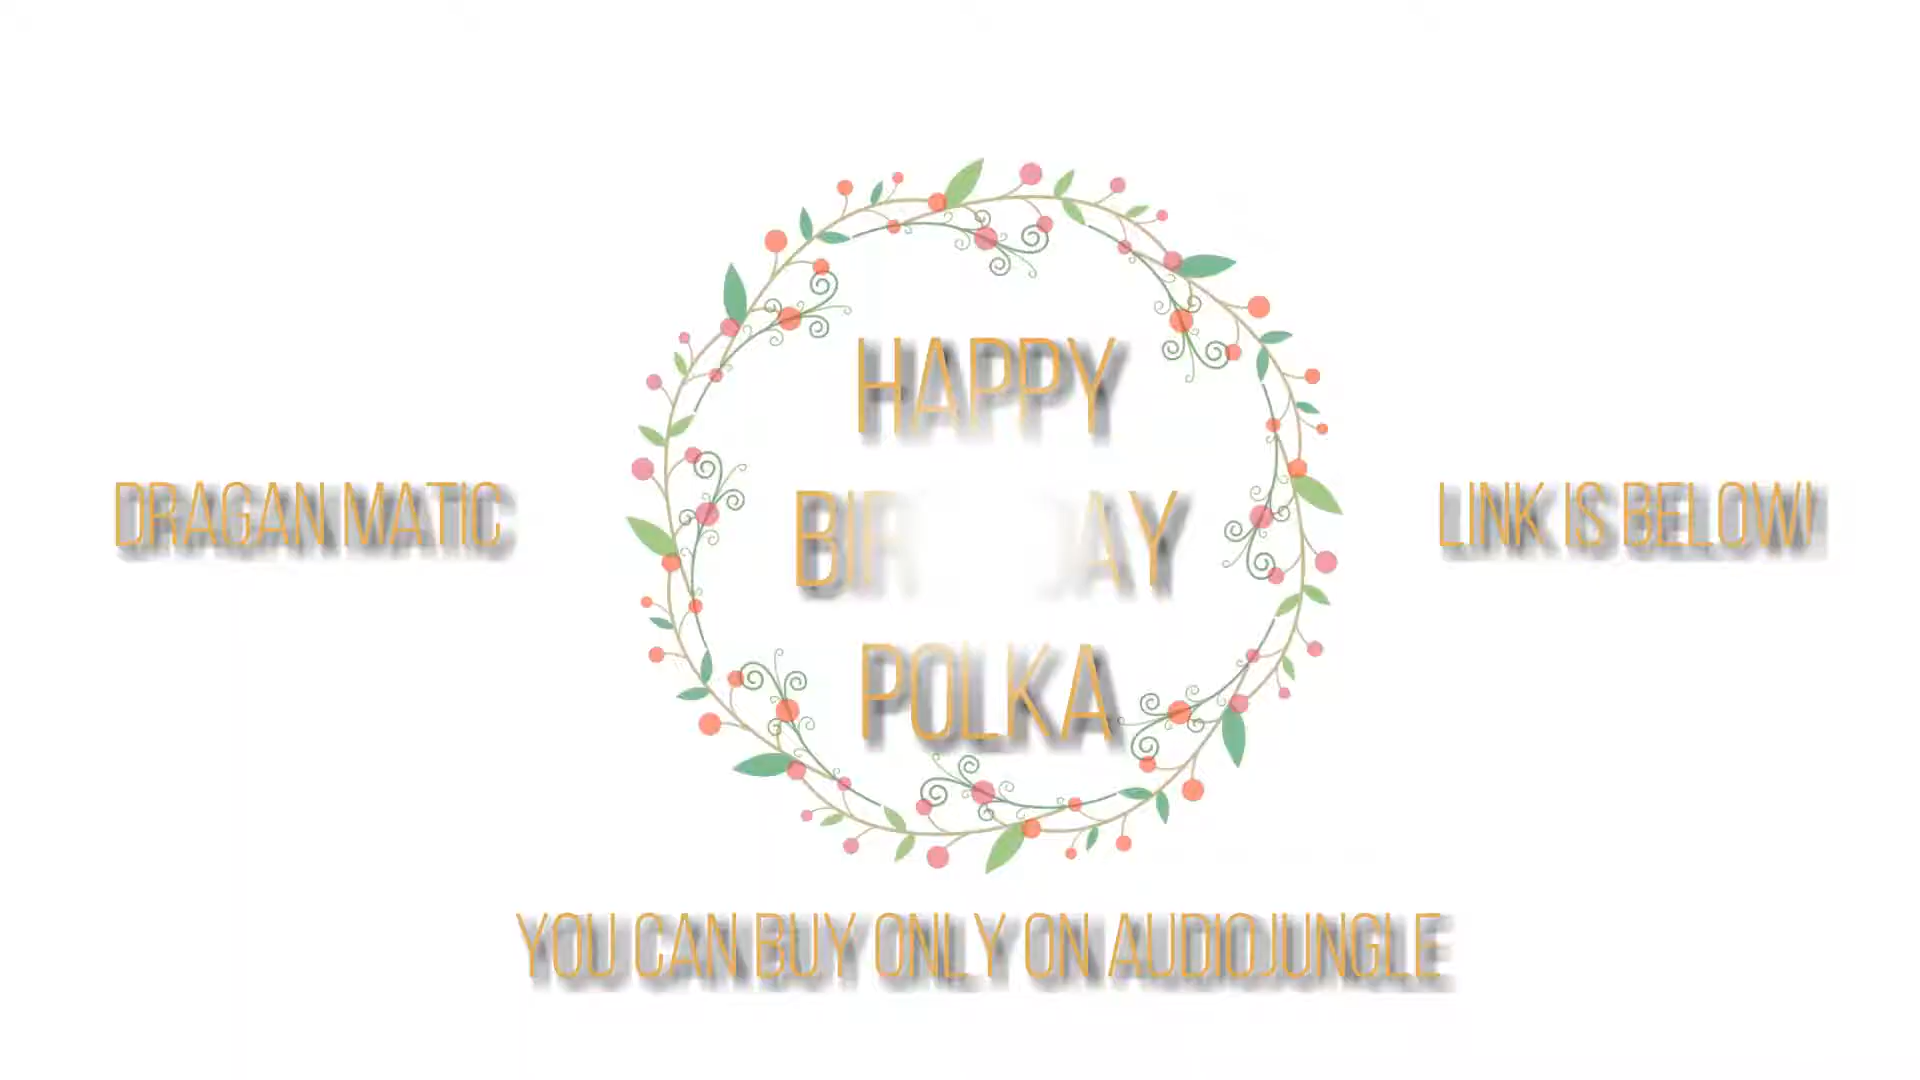 HAPPY
DRAGAN MATIC
LINK IS BELOW!
POLKA
YOU CAN BUY ONLY ON AUDIOJUNGLE